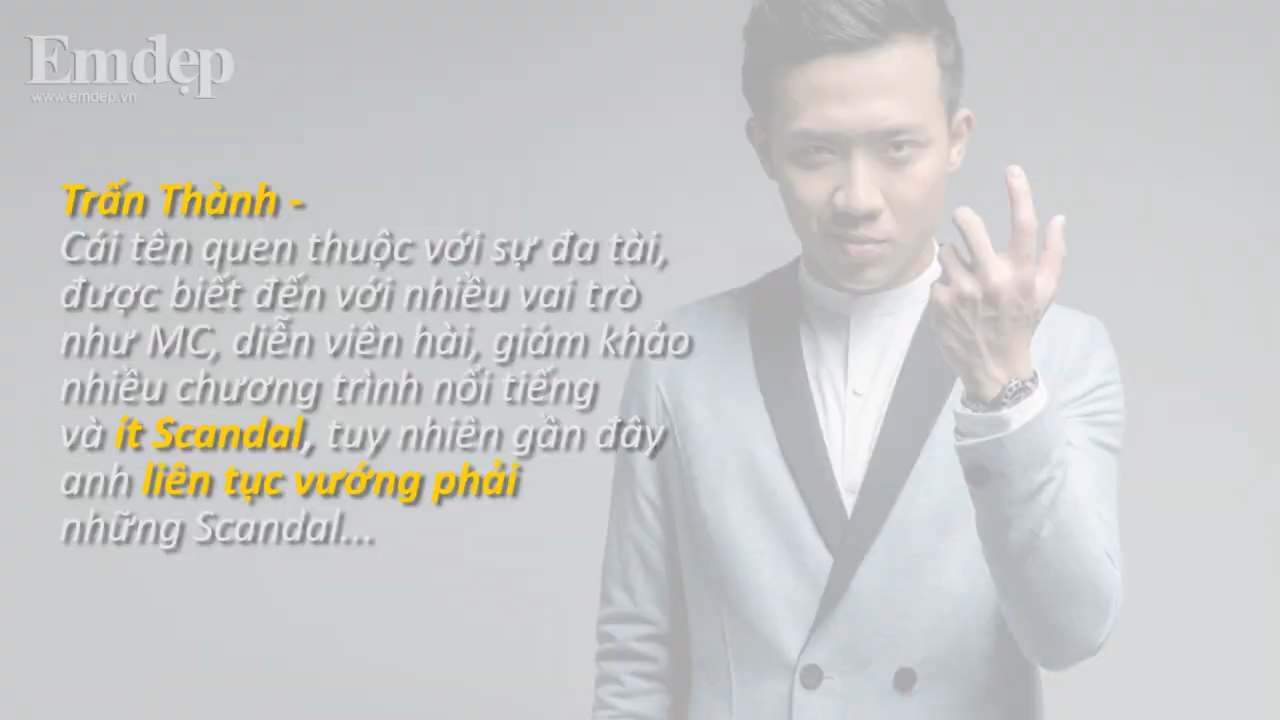 Emdẹp
www.emdep.vn
Trấn Thành -
Cái tên quen thuộc với sự đa tài,
được biết đến với nhiều vai trò
như MC, diễn viên hài, giám khảo
nhiều chương trình nổi tiếng
và ít Scandal, tuy nhiên gần đây
anh liên tục vướng phải
những Scandal...